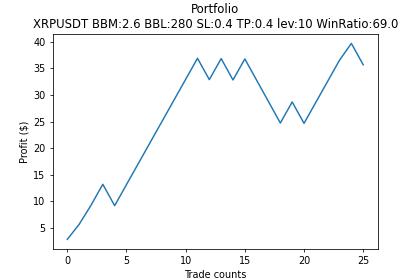 Portfolio
XRPUSDT BBM:2.6 BBL:280 SL:0.4 TP:0.4 lev:10 WinRatio:69.0
40
35
30
25
20
15
10
5
Profit ($)
0 5 10 15 20 25
Trade counts